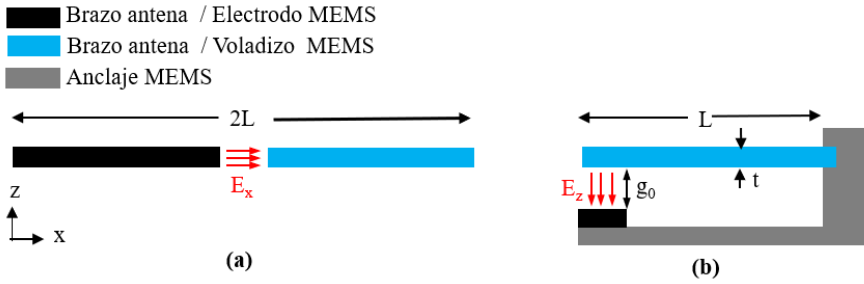 Brazo antena / Electrodo MEMS
Brazo antena / Voladizo MEMS
Anclaje MEMS
2L
L
Ex
Ez
g0
t
z
x
(a)
(b)